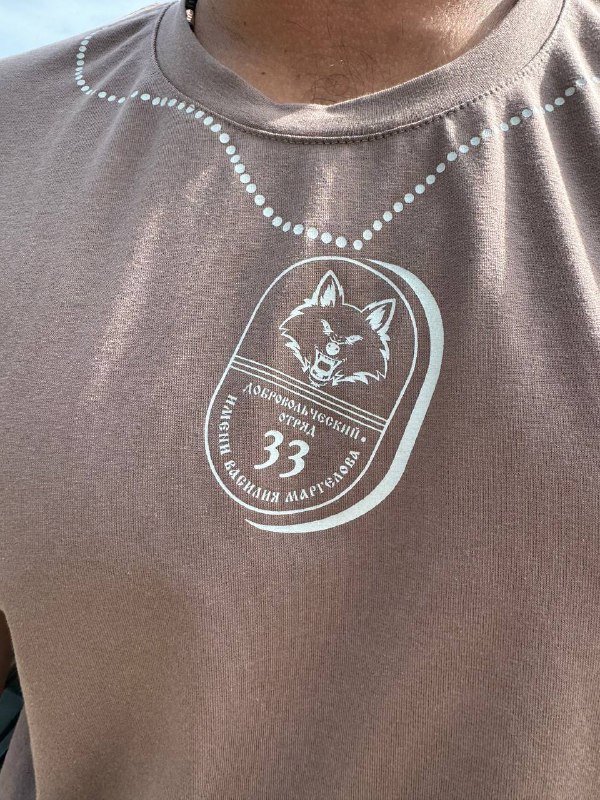 ДОБРОВОЛЬЧЕСКИЙ
ОТРЯД
33
ИМЕНИ ВАСИЛИЯ МАРГЕЛОВА